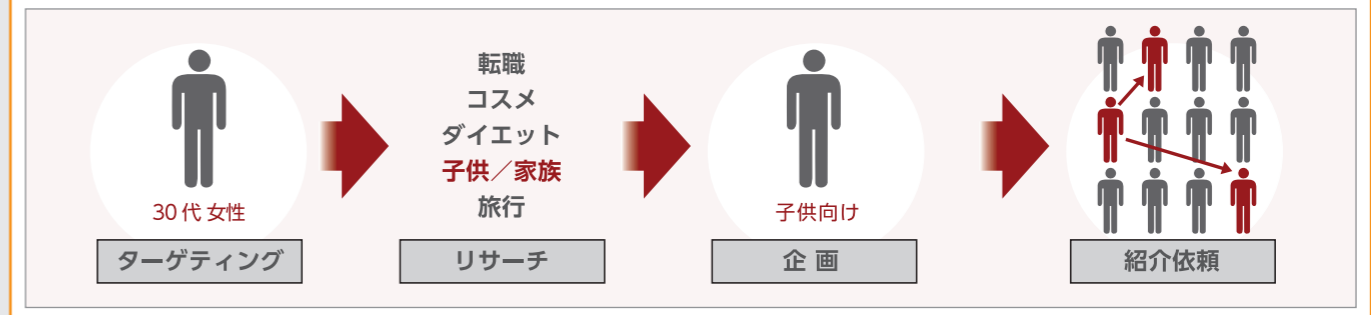 30代 女性
ターゲティング
転職
コスメ
ダイエット
子供／家族
旅行
リサーチ
子供向け
企 画
紹介依頼